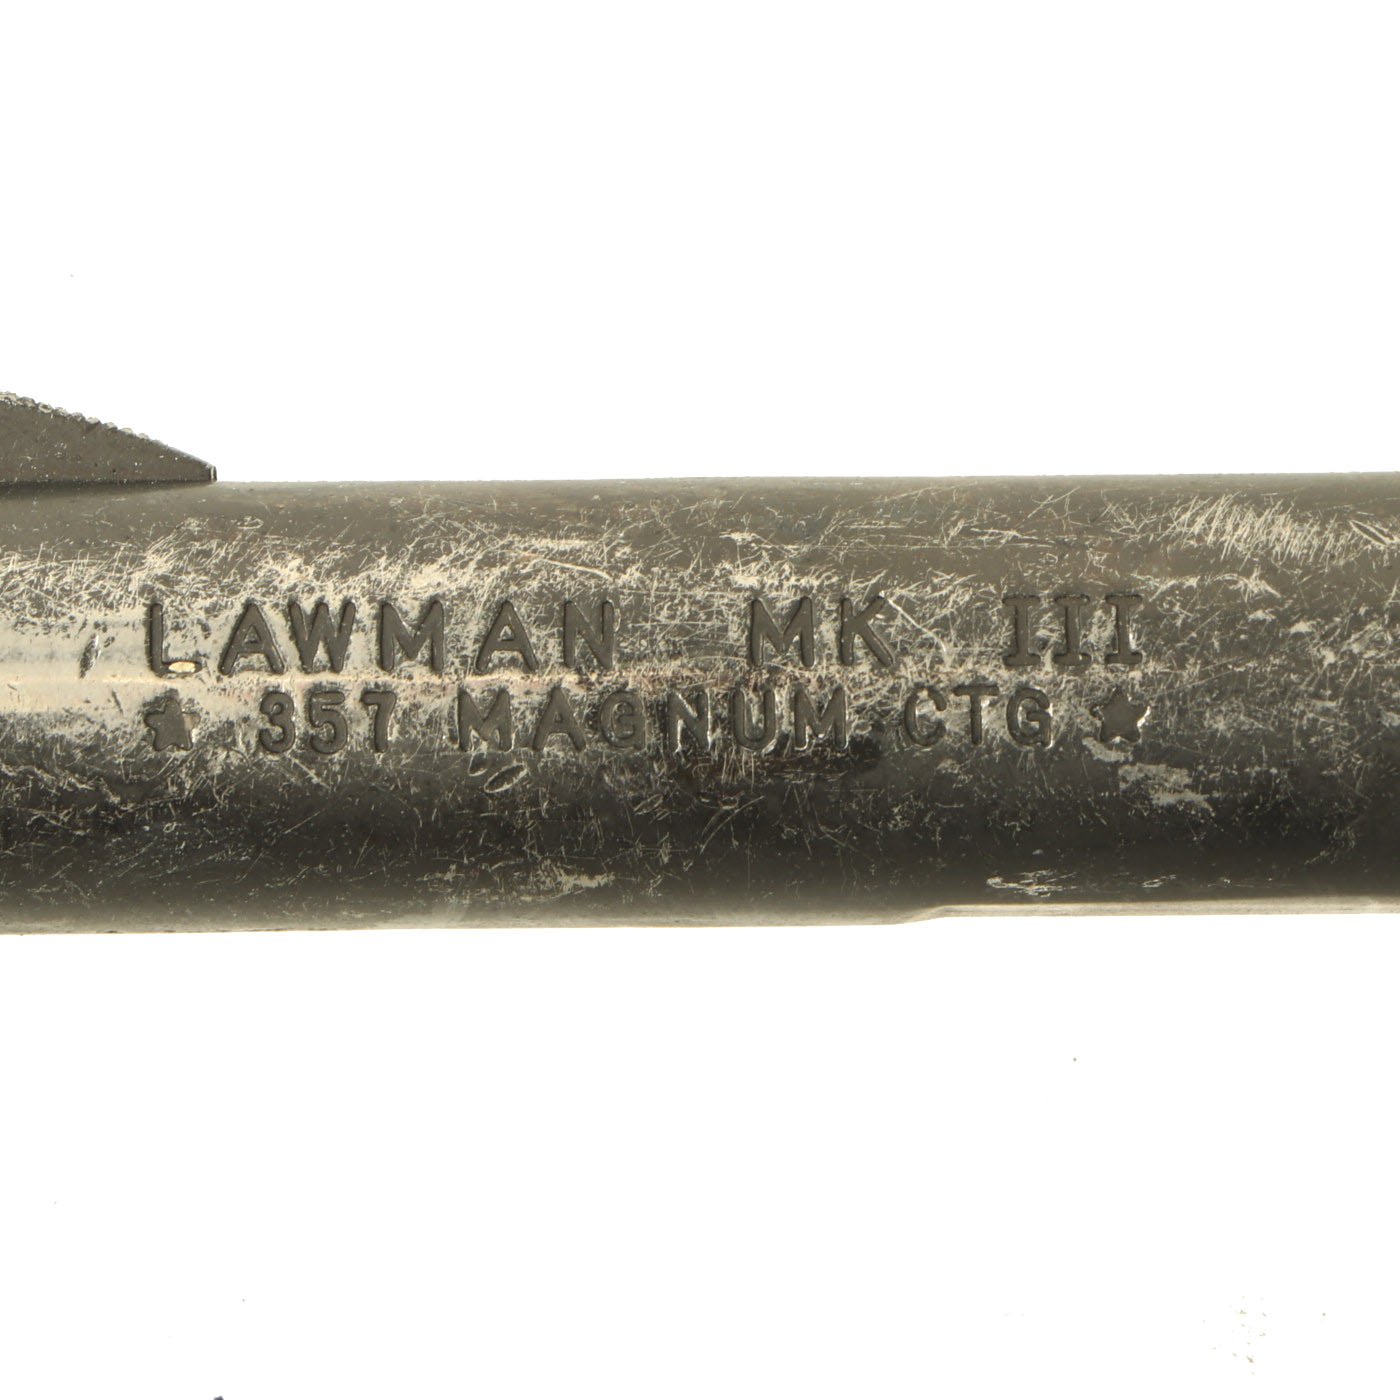 LAWMAN MK III
★ 357 MAGNUM CTG ★